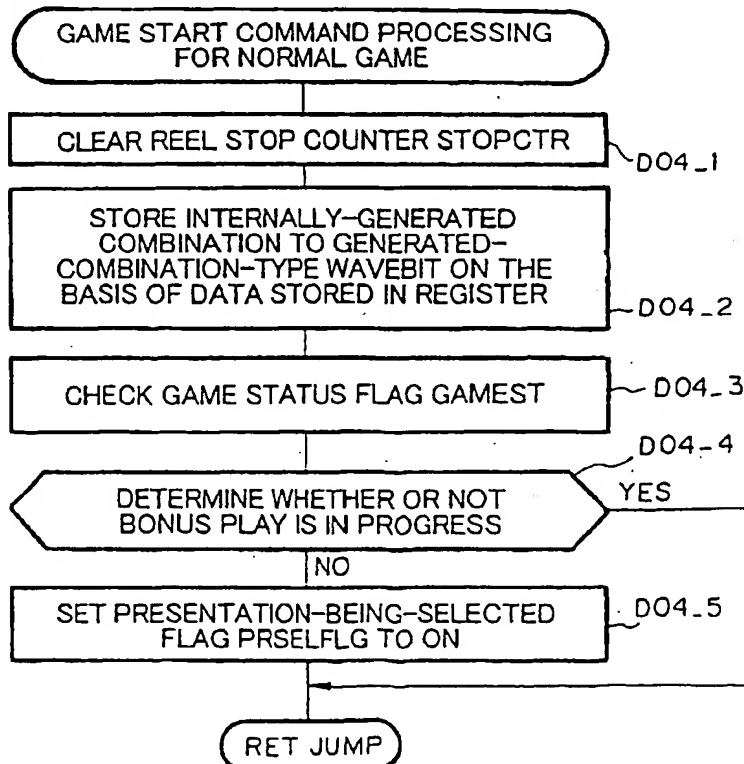 GAME START COMMAND PROCESSING
FOR NORMAL GAME
CLEAR REEL STOP COUNTER STOPCTR
D04_1
STORE INTERNALLY-GENERATED
COMBINATION TO GENERATED-
COMBINATION-TYPE WAVEBIT ON THE
BASIS OF DATA STORED IN REGISTER
D04_2
CHECK GAME STATUS FLAG GAMEST
D04_3
D04_4
DETERMINE WHETHER OR NOT
BONUS PLAY IS IN PROGRESS
YES
NO
SET PRESENTATION-BEING-SELECTED
FLAG PRSELFLG TO ON
D04_5
RET JUMP